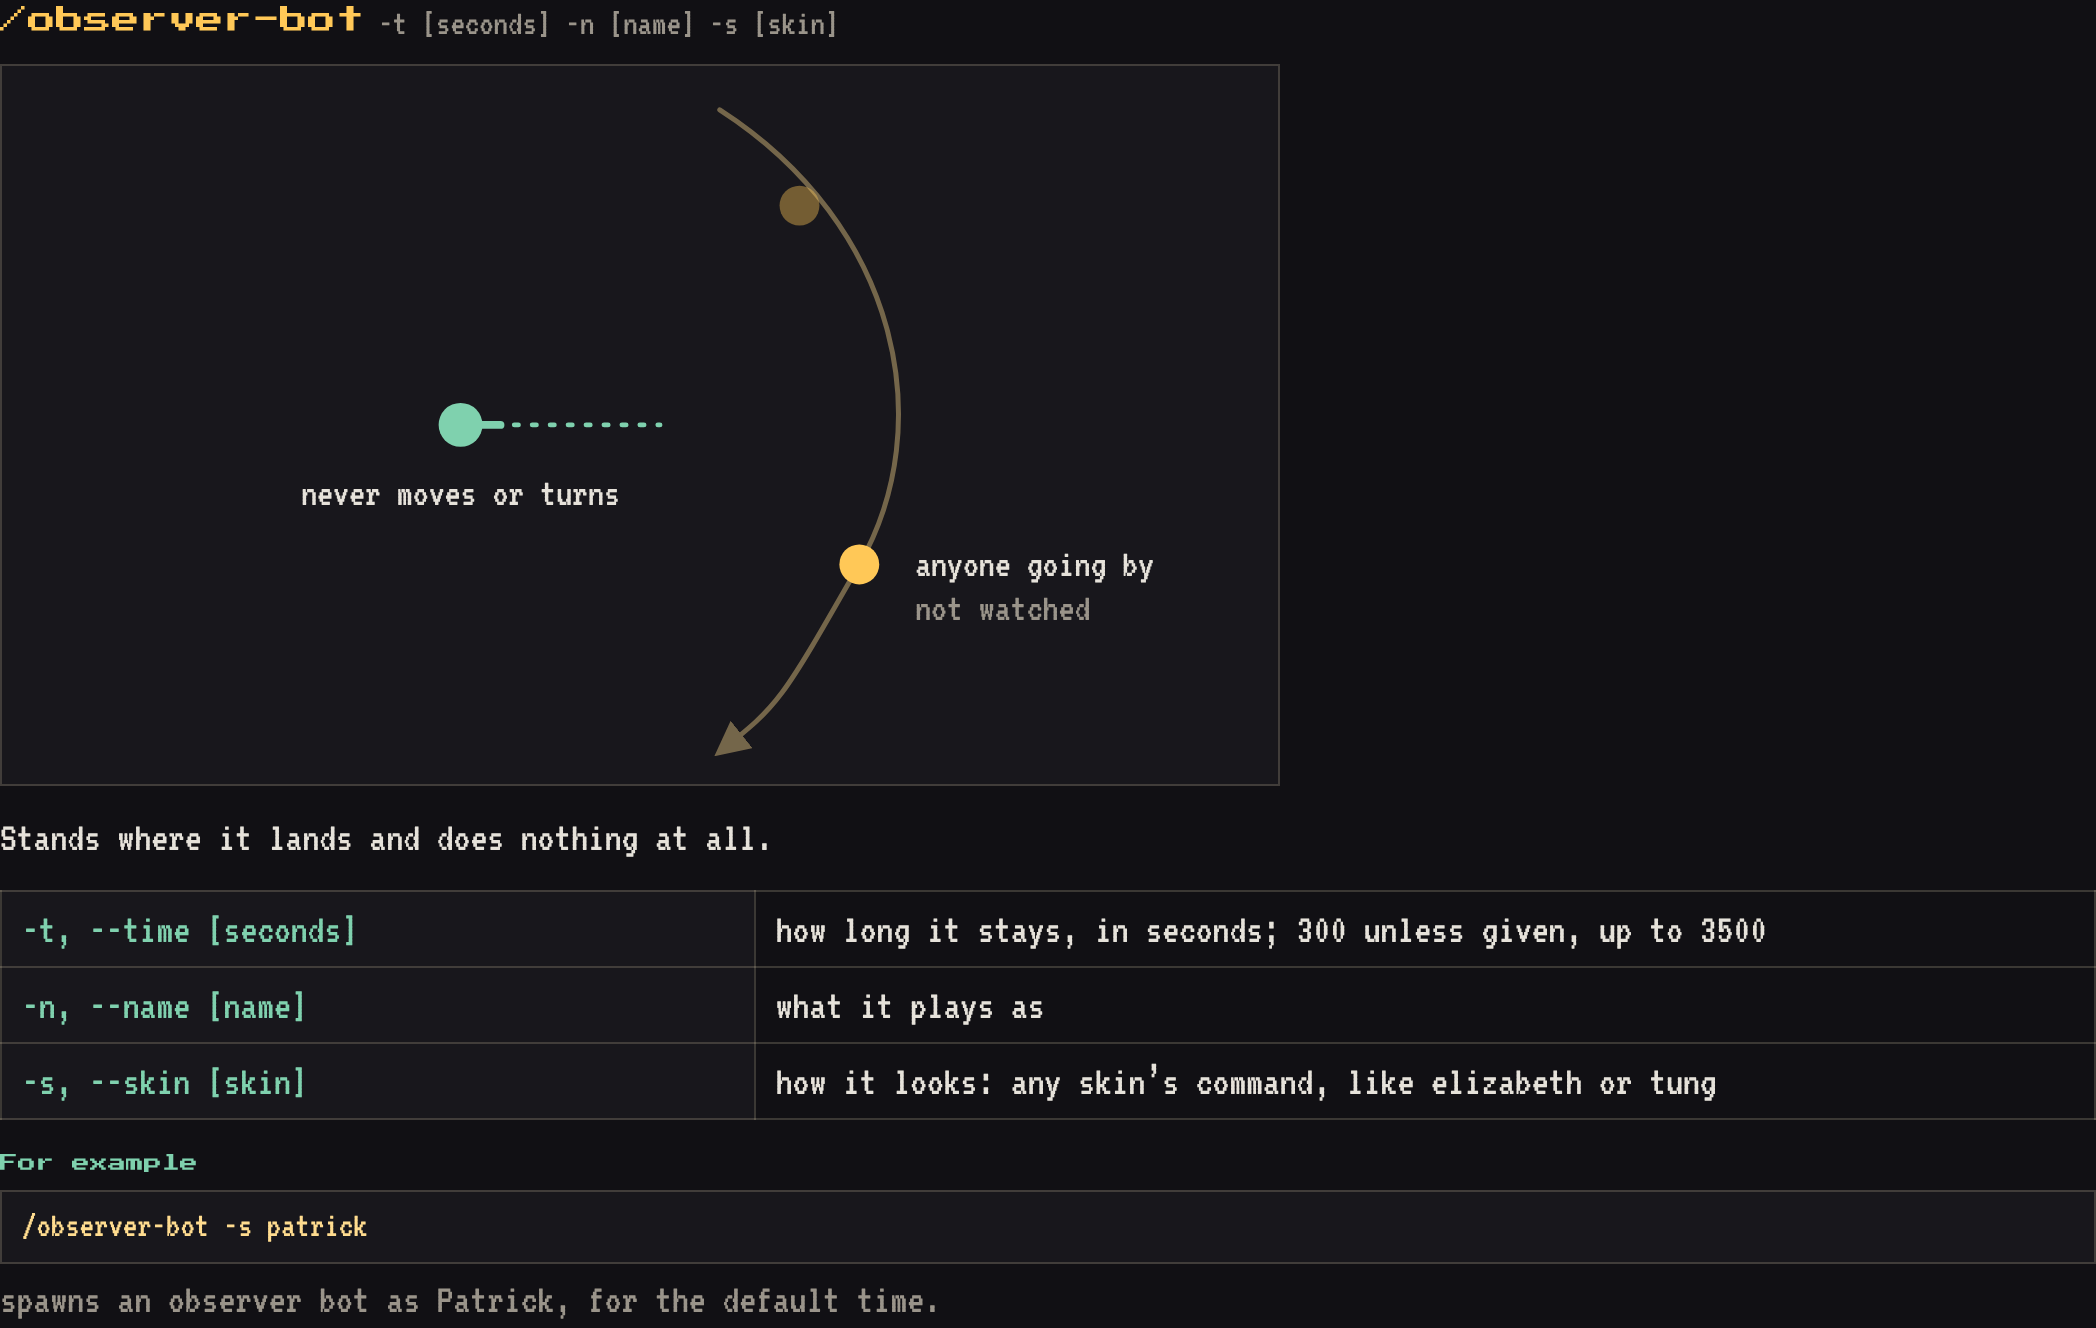 /observer-bot -t [seconds] -n [name] -s [skin]
never moves or turns
anyone going by
not watched
Stands where it lands and does nothing at all.
-t, --time [seconds] how long it stays, in seconds; 300 unless given, up to 3500
-n, --name [name] what it plays as
-s, --skin [skin] how it looks: any skin's command, like elizabeth or tung
For example
/observer-bot -s patrick
spawns an observer bot as Patrick, for the default time.